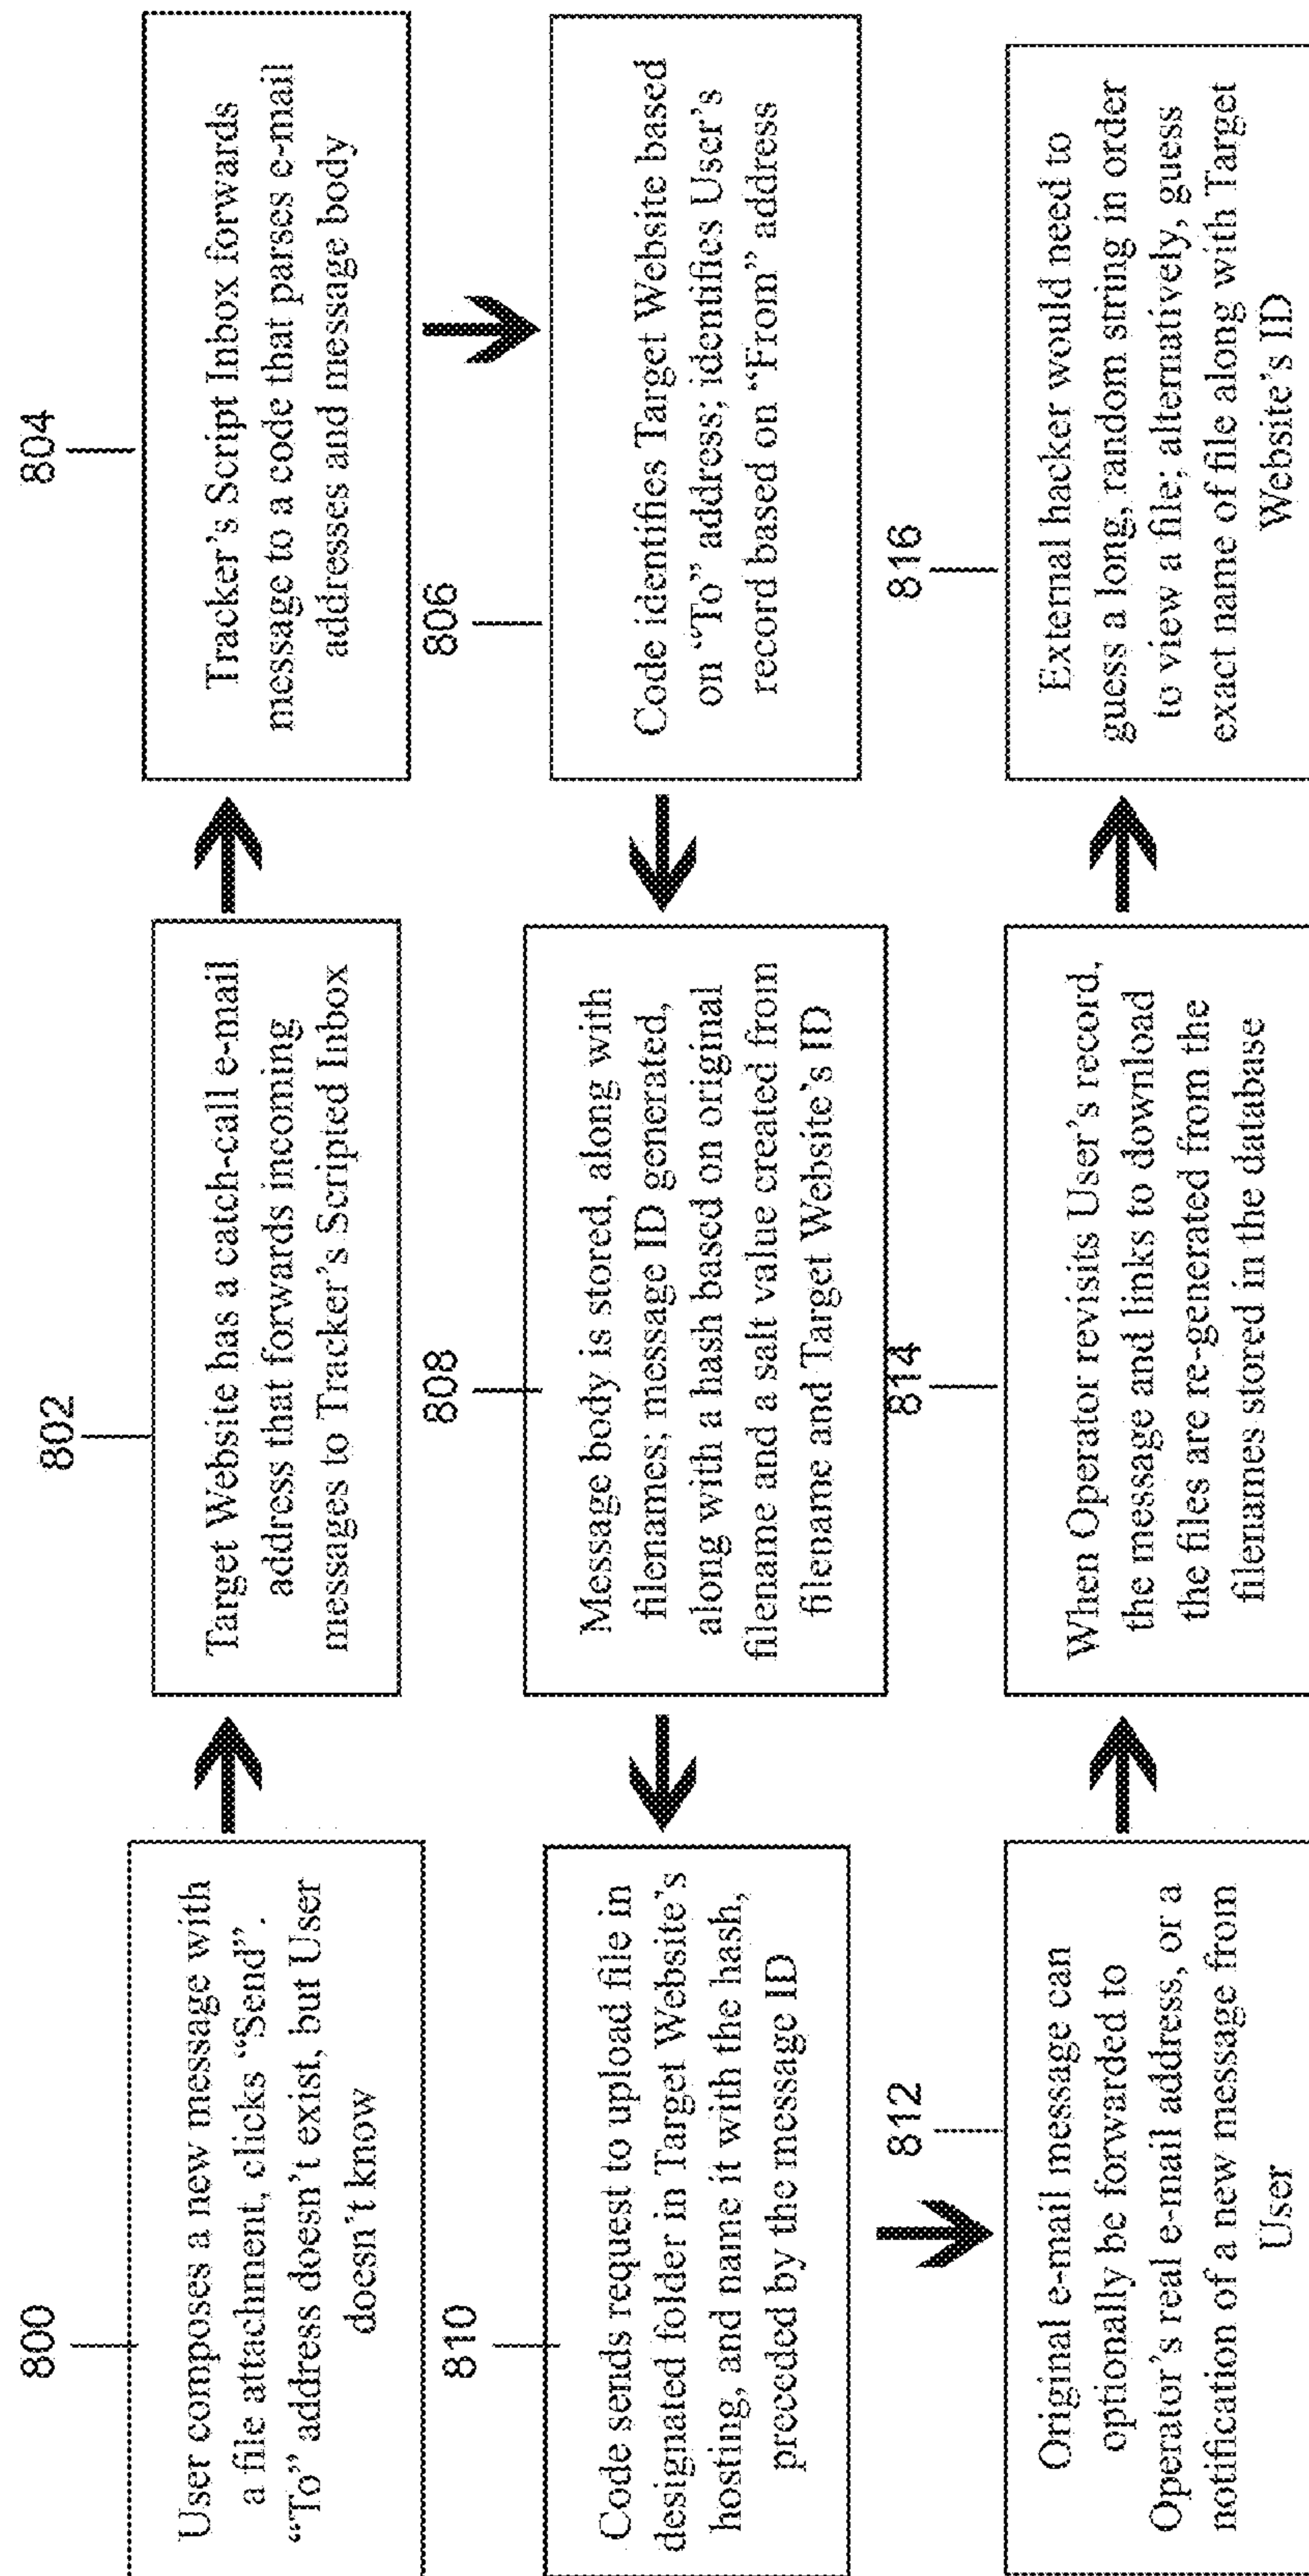 800
User composes a new message with
a file attachment, clicks “Send”.
“To” address doesn’t exist, but User
doesn’t know
802
Target Website has a catch-call e-mail
address that forwards incoming
messages to Tracker’s Scripted Inbox
804
Tracker’s Script Inbox forwards
message to a code that parses e-mail
addresses and message body
806
Code identifies Target Website based
on “To” address; identifies User’s
record based on “From” address
808
Message body is stored, along with
filenames; message ID generated,
along with a hash based on original
filename and a salt value created from
filename and Target Website’s ID
810
Code sends request to upload file in
designated folder in Target Website’s
hosting, and name it with the hash,
preceded by the message ID
812
Original e-mail message can
optionally be forwarded to
Operator’s real e-mail address, or a
notification of a new message from
User
814
When Operator revisits User’s record,
the message and links to download
the files are re-generated from the
filenames stored in the database
816
External hacker would need to
guess a long, random string in order
to view a file; alternatively, guess
exact name of file along with Target
Website’s ID